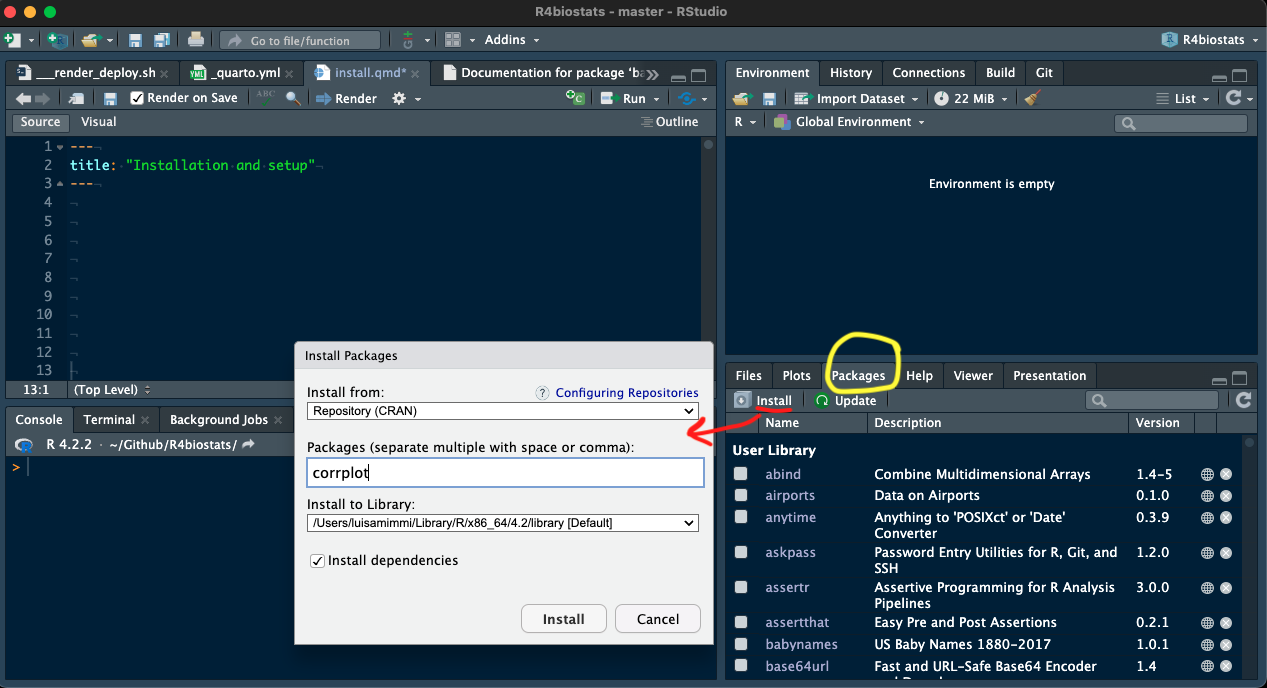 R4biostats - master - RStudio
Go to file/function
Addins
R4biostats
___render_deploy.sh
_quarto.yml
install.qmd*
Documentation for package 'ba
Render on Save
ABC
Render
Run
Source
Visual
Outline
1 ---
2 title: "Installation and setup"
3 ---
4
5
6
7
8
9
10
11
12
13
13:1
(Top Level)
Console
Terminal
Background Jobs
R 4.2.2 · ~/Github/R4biostats/
>
Install Packages
Install from:
? Configuring Repositories
Repository (CRAN)
Packages (separate multiple with space or comma):
corrplot
Install to Library:
/Users/luisamimmi/Library/R/x86_64/4.2/library [Default]
Install dependencies
Install
Cancel
Environment
History
Connections
Build
Git
Import Dataset
22 MiB
List
R
Global Environment
Environment is empty
Files
Plots
Packages
Help
Viewer
Presentation
Install
Update
Name Description Version
User Library
abind Combine Multidimensional Arrays 1.4-5
airports Data on Airports 0.1.0
anytime Anything to 'POSIXct' or 'Date' 0.3.9
Converter
askpass Password Entry Utilities for R, Git, and 1.2.0
SSH
assertr Assertive Programming for R Analysis 3.0.0
Pipelines
assertthat Easy Pre and Post Assertions 0.2.1
babynames US Baby Names 1880-2017 1.0.1
base64url Fast and URL-Safe Base64 Encoder 1.4